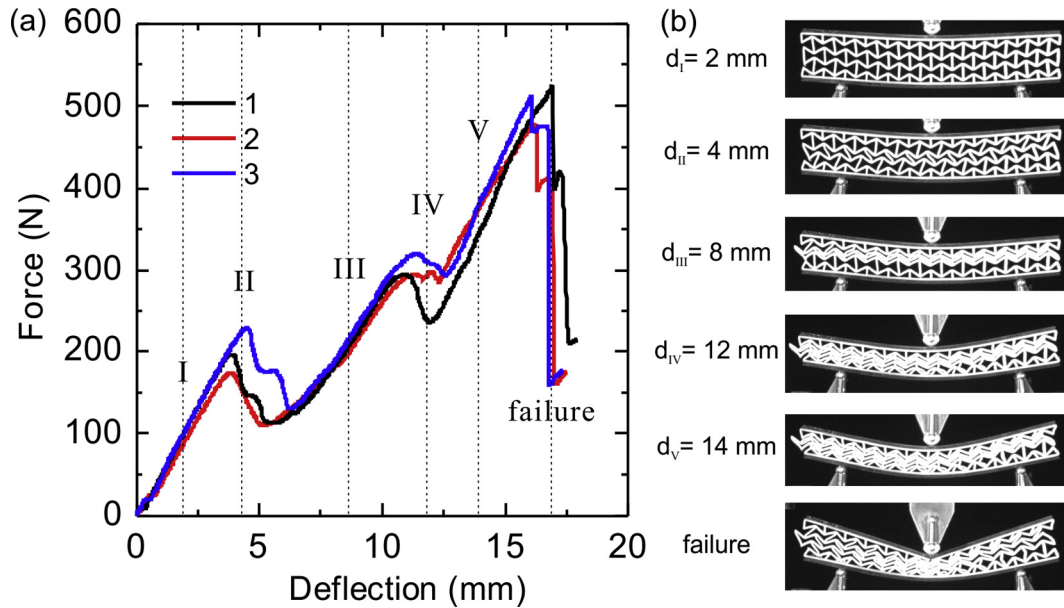 (a)
600
500
400
300
200
100
0
Force (N)
1
2
3
I
II
III
IV
V
failure
0
5
10
15
20
Deflection (mm)
(b)
dI= 2 mm
dII= 4 mm
dIII= 8 mm
dIV= 12 mm
dV= 14 mm
failure